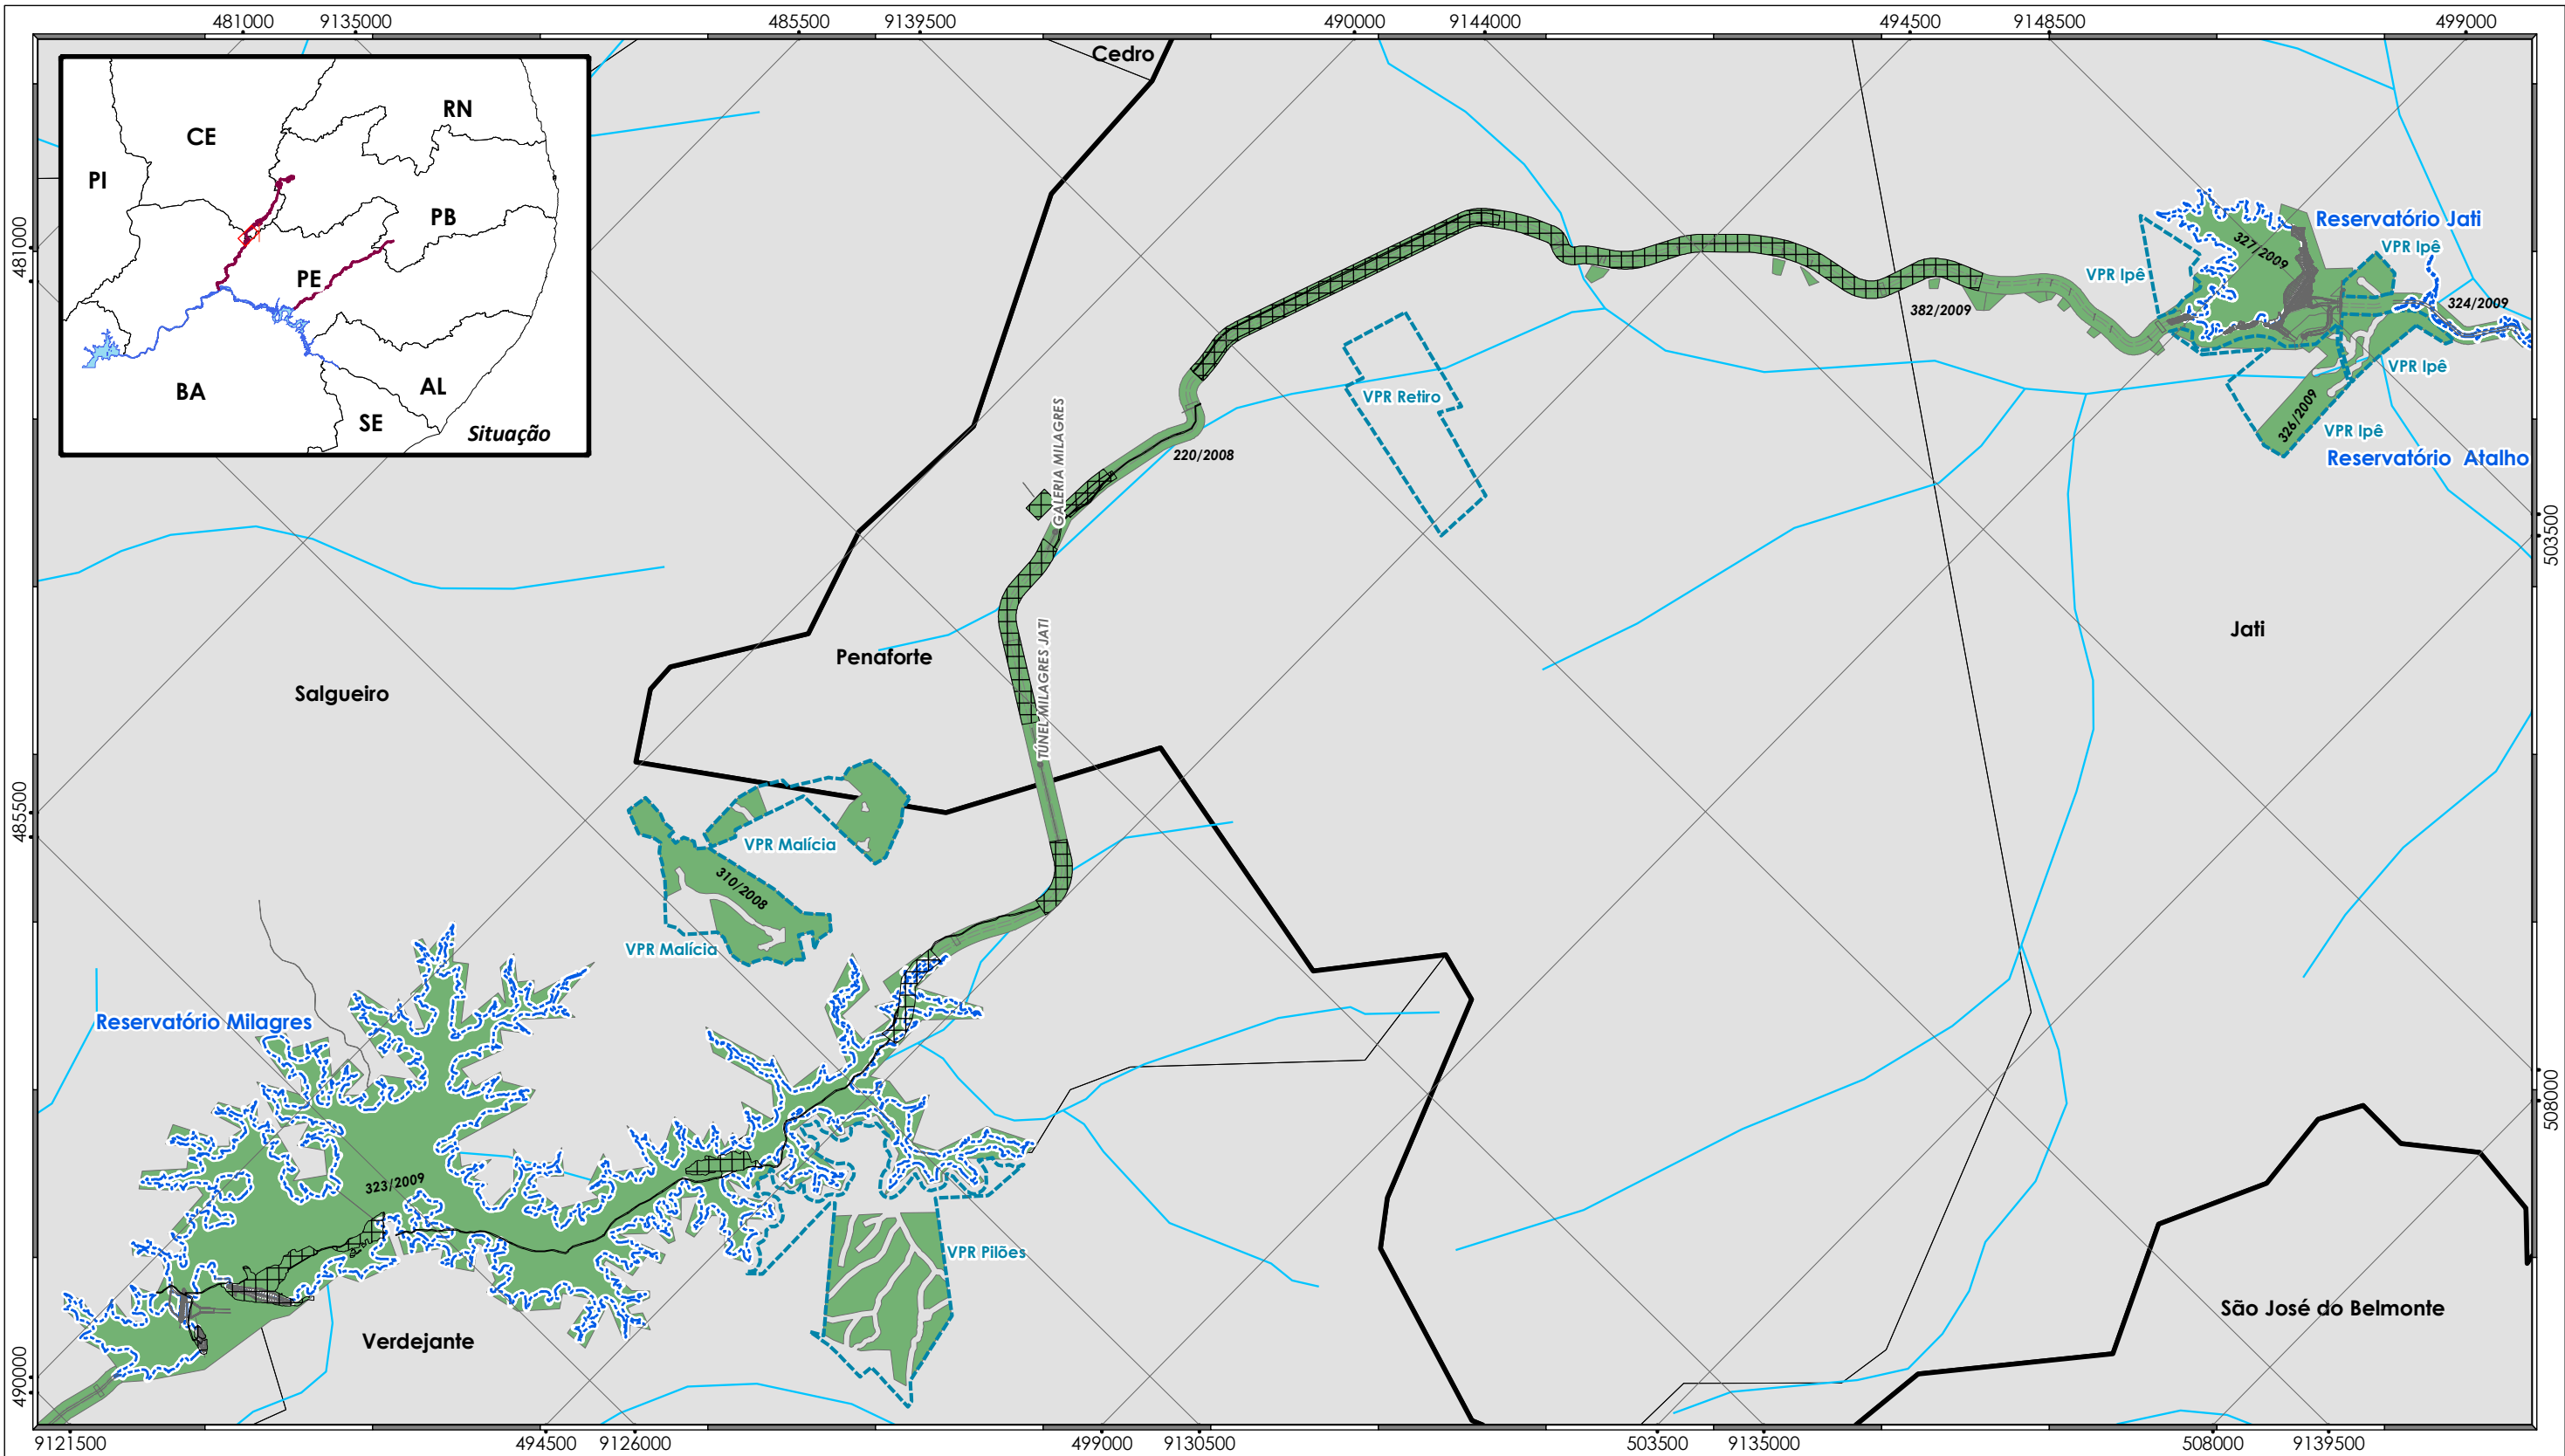 481000 9135000 4855500 9139500 490000 9144000 494500 9148500 499000
Cedro
CE
RN
PI
PB
PE
BA
AL
SE
Situação
481000
485500
490000
503500
508000
Reservatório Jati
VPR Ipê
327/2009
VPR Ipê
324/2009
382/2009
VPR Ipê
326/2009
VPR Ipê
Reservatório Atalho
VPR Retiro
220/2008
GALERIA MILAGRES
TÚNEL MILAGRES JATI
Penaforte
Jati
Salgueiro
VPR Malícia
310/2008
VPR Malícia
Reservatório Milagres
323/2009
VPR Pilões
Verdejante
São José do Belmonte
9121500 494500 9126000 499000 9130500 503500 9135000 508000 9139500